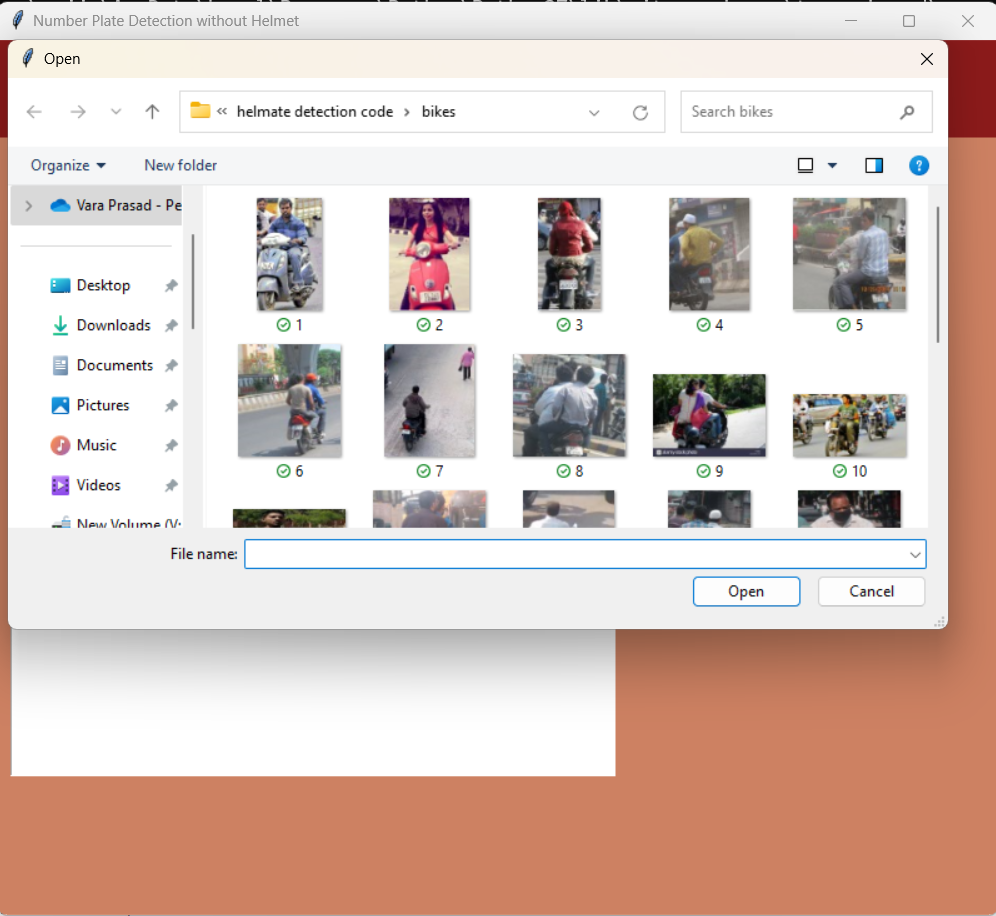 Number Plate Detection without Helmet
Open
« helmate detection code › bikes
Search bikes
Organize
New folder
Vara Prasad - Pe
Desktop
Downloads
Documents
Pictures
Music
Videos
New Volume (V:
1
2
3
4
5
6
7
8
9
10
File name:
Open
Cancel